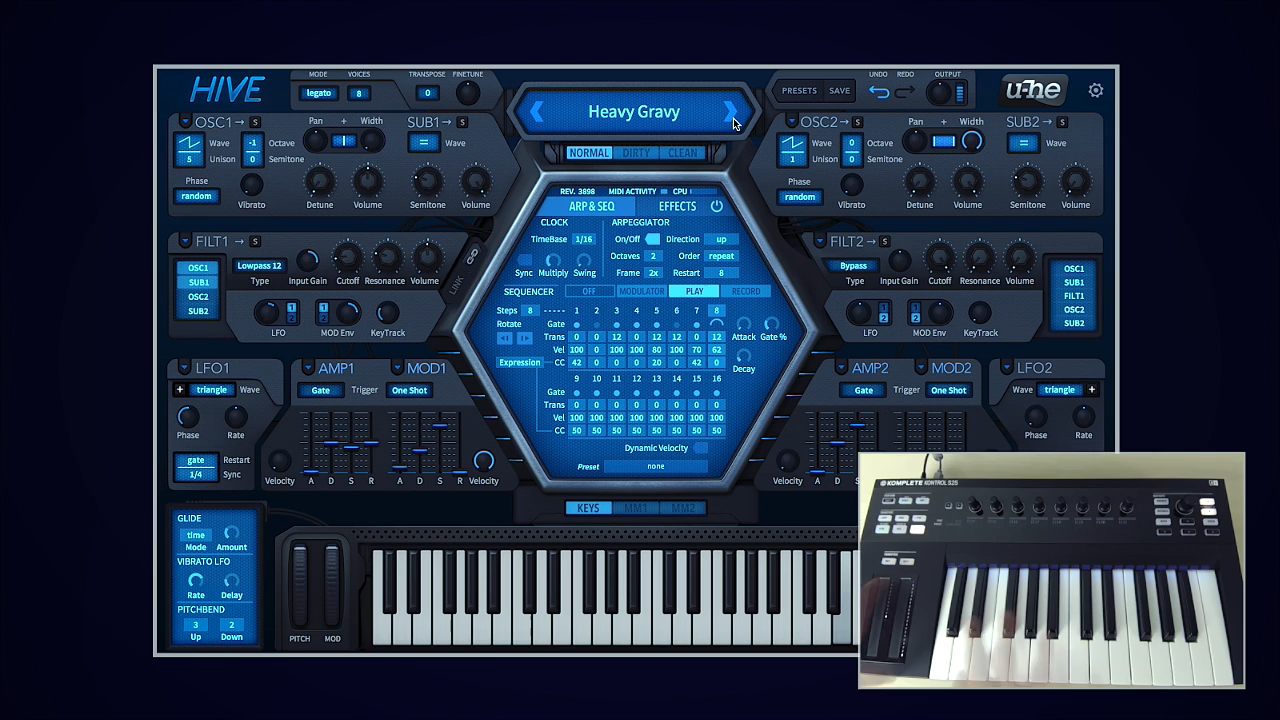 HIVE
MODE VOICES TRANSPOSE FINETUNE
legato 8 0
Heavy Gravy
PRESETS SAVE
UNDO REDO OUTPUT
u-he
NORMAL DIRTY CLEAN
OSC1→ S
Pan + Width
SUB1→ S
Wave -1 Octave
Wave
5 Unison 0 Semitone
Phase
random
Vibrato Detune Volume Semitone Volume
OSC2→ S
Pan + Width
SUB2→ S
Wave 0 Octave
Wave
1 Unison 0 Semitone
Phase
random
Vibrato Detune Volume Semitone Volume
FILT1 → S
OSC1
SUB1
OSC2
SUB2
Lowpass 12
Type Input Gain Cutoff Resonance Volume
1 2 LFO
1 2 MOD Env
KeyTrack
LINK
REV. 3898 MIDI ACTIVITY CPU
ARP & SEQ EFFECTS
CLOCK ARPEGGIATOR
TimeBase 1/16 On/Off Direction up
Octaves 2 Order repeat
Sync Multiply Swing Frame 2x Restart 8
SEQUENCER OFF MODULATOR PLAY RECORD
Steps 8 1 2 3 4 5 6 7 8
Rotate Gate
Trans 0 0 12 0 12 12 0 12
Vel 100 0 100 100 80 100 70 62
Expression CC 42 0 0 0 20 0 42 0
Attack Gate %
Decay
9 10 11 12 13 14 15 16
Gate
Trans 0 0 0 0 0 0 0 0
Vel 100 100 100 100 100 100 100 100
CC 50 50 50 50 50 50 50 50
Dynamic Velocity
Preset none
FILT2→ S
Bypass
Type Input Gain Cutoff Resonance Volume
1 2 LFO
1 2 MOD Env
KeyTrack
OSC1
SUB1
FILT1
OSC2
SUB2
LFO1
+ triangle Wave
Phase Rate
gate Restart
1/4 Sync
AMP1 MOD1
Gate Trigger One Shot
Velocity A D S R A D S R Velocity
AMP2 MOD2
Gate Trigger One Shot
Velocity A D
LFO2
Wave triangle +
Phase Rate
KEYS MM1 MM2
GLIDE
time
Mode Amount
VIBRATO LFO
Rate Delay
PITCHBEND
3 2
Up Down
PITCH MOD
KOMPLETE KONTROL S25